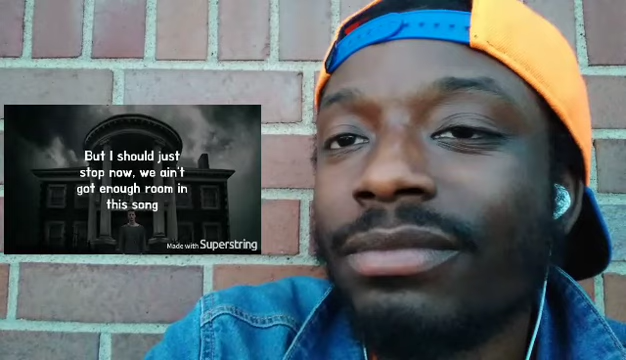 But I should just
stop now, we ain't
got enough room in
this song
Made with Superstring